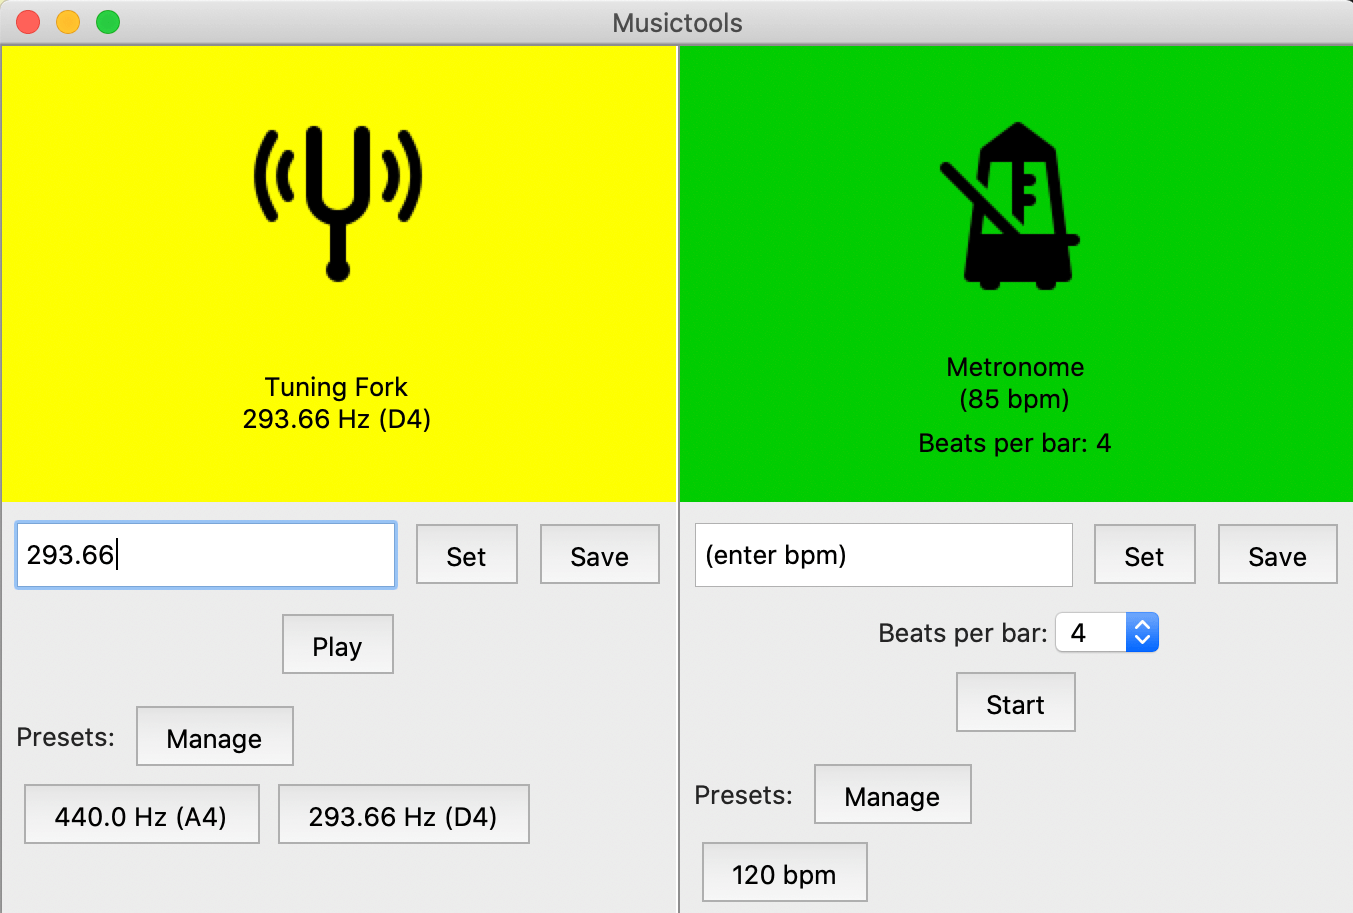 Musictools
Tuning Fork
293.66 Hz (D4)
293.66
Set
Save
Play
Presets:
Manage
440.0 Hz (A4)
293.66 Hz (D4)
Metronome
(85 bpm)
Beats per bar: 4
(enter bpm)
Set
Save
Beats per bar: 4
Start
Presets:
Manage
120 bpm